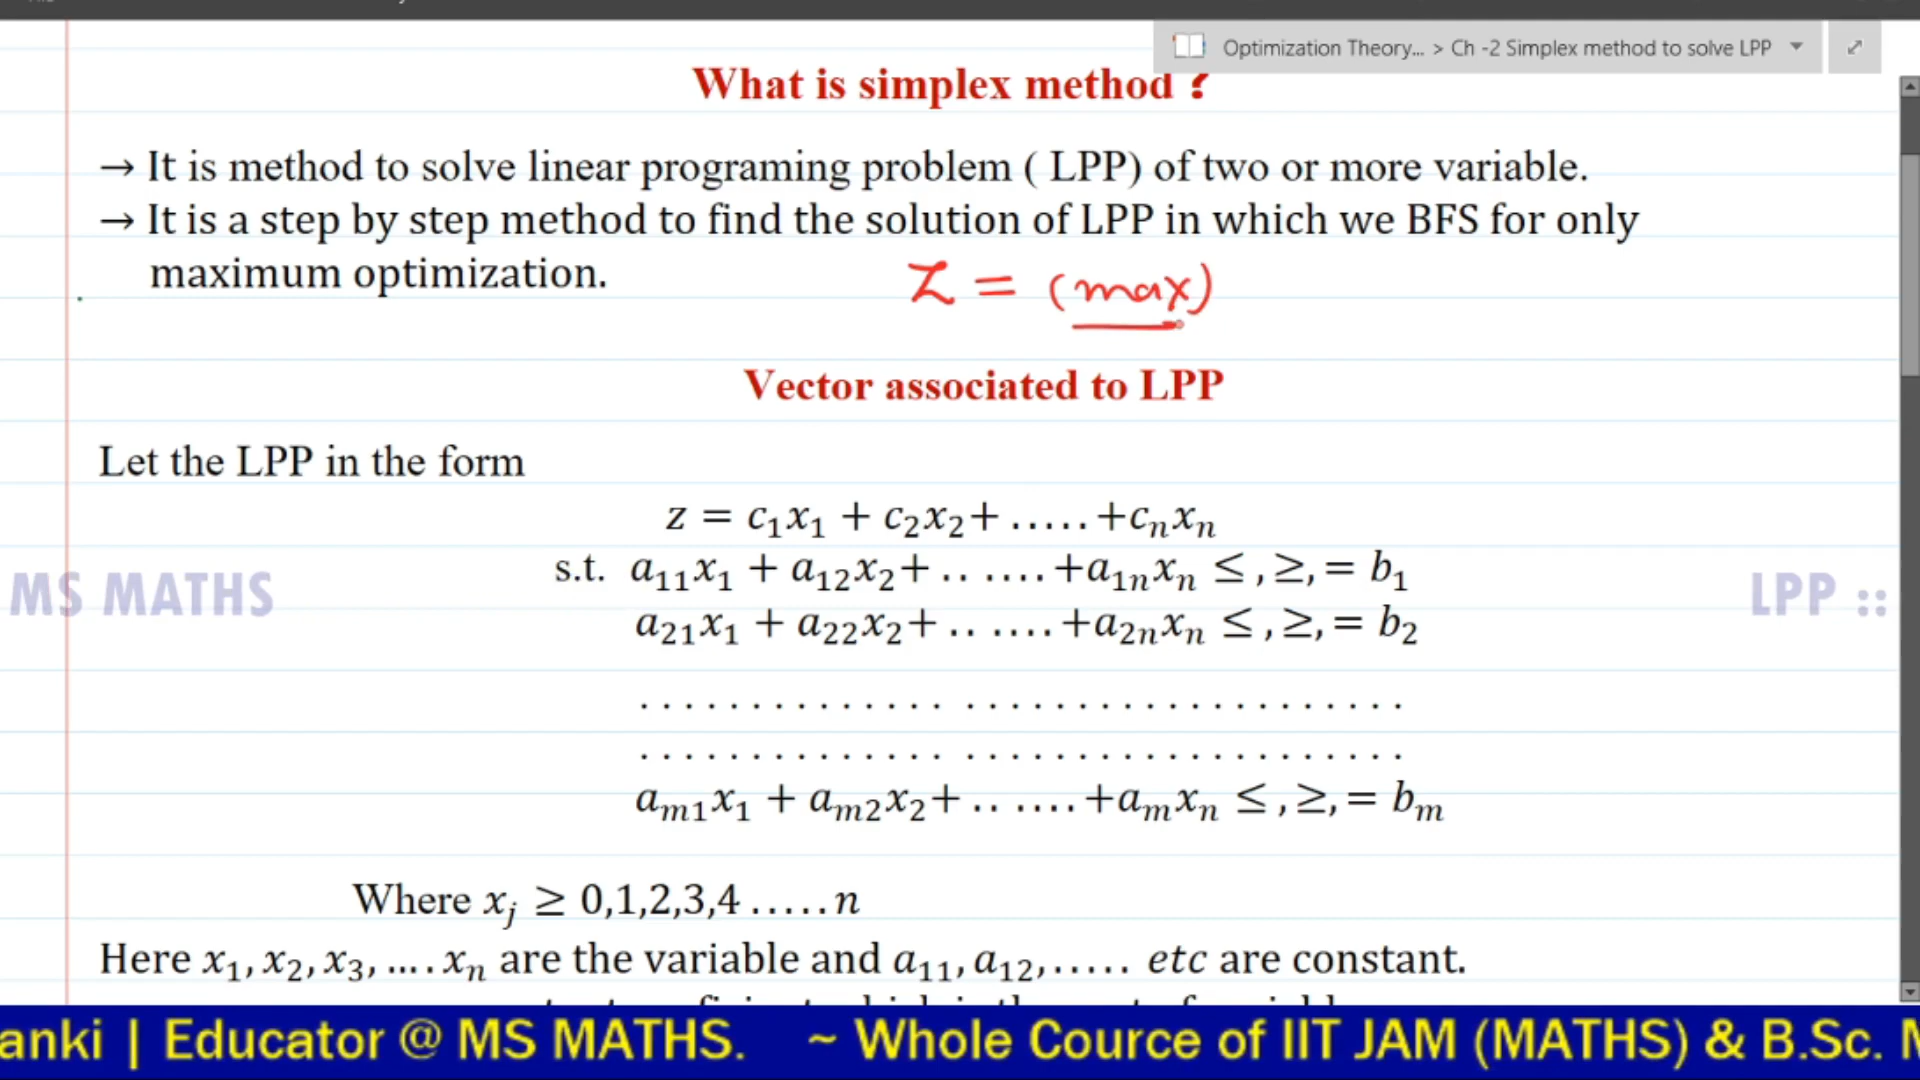 Optimization Theory... > Ch -2 Simplex method to solve LPP
What is simplex method ?
→ It is method to solve linear programing problem ( LPP) of two or more variable.
→ It is a step by step method to find the solution of LPP in which we BFS for only
maximum optimization.
Z = (max)
Vector associated to LPP
Let the LPP in the form
z = c₁x₁ + c₂x₂+ .....+cₙxₙ
s.t. a₁₁x₁ + a₁₂x₂+ .. ....+a₁ₙxₙ ≤ ,≥, = b₁
a₂₁x₁ + a₂₂x₂+ .. ....+a₂ₙxₙ ≤ ,≥, = b₂
MS MATHS
LPP ::
. . . . . . . . . . . . . . . . . . . . . . . . . . . . . . . . .
. . . . . . . . . . . . . . . . . . . . . . . . . . . . . . . . .
aₘ₁x₁ + aₘ₂x₂+ .. ....+aₘxₙ ≤ ,≥, = bₘ
Where xⱼ ≥ 0,1,2,3,4 ..... n
Here x₁, x₂, x₃, .... xₙ are the variable and a₁₁, a₁₂, ..... etc are constant.
anki | Educator @ MS MATHS. ~ Whole Cource of IIT JAM (MATHS) & B.Sc.